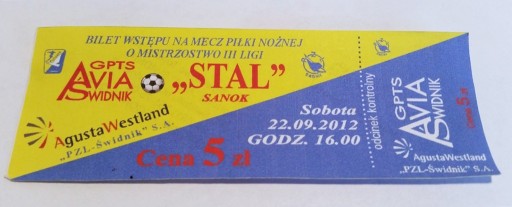 BILET WSTĘPU NA MECZ PIŁKI NOŻNEJ
O MISTRZOSTWO III LIGI
GPTS
AVIA
ŚWIDNIK
„STAL”
SANOK
AgustaWestland
„PZL-Świdnik” S.A.
Sobota
22.09.2012
GODZ. 16.00
Cena 5 zł
odcinek kontrolny
GPTS
AVIA
ŚWIDNIK
Cena 5 zł
AgustaWestland
„PZL-Świdnik” S.A.